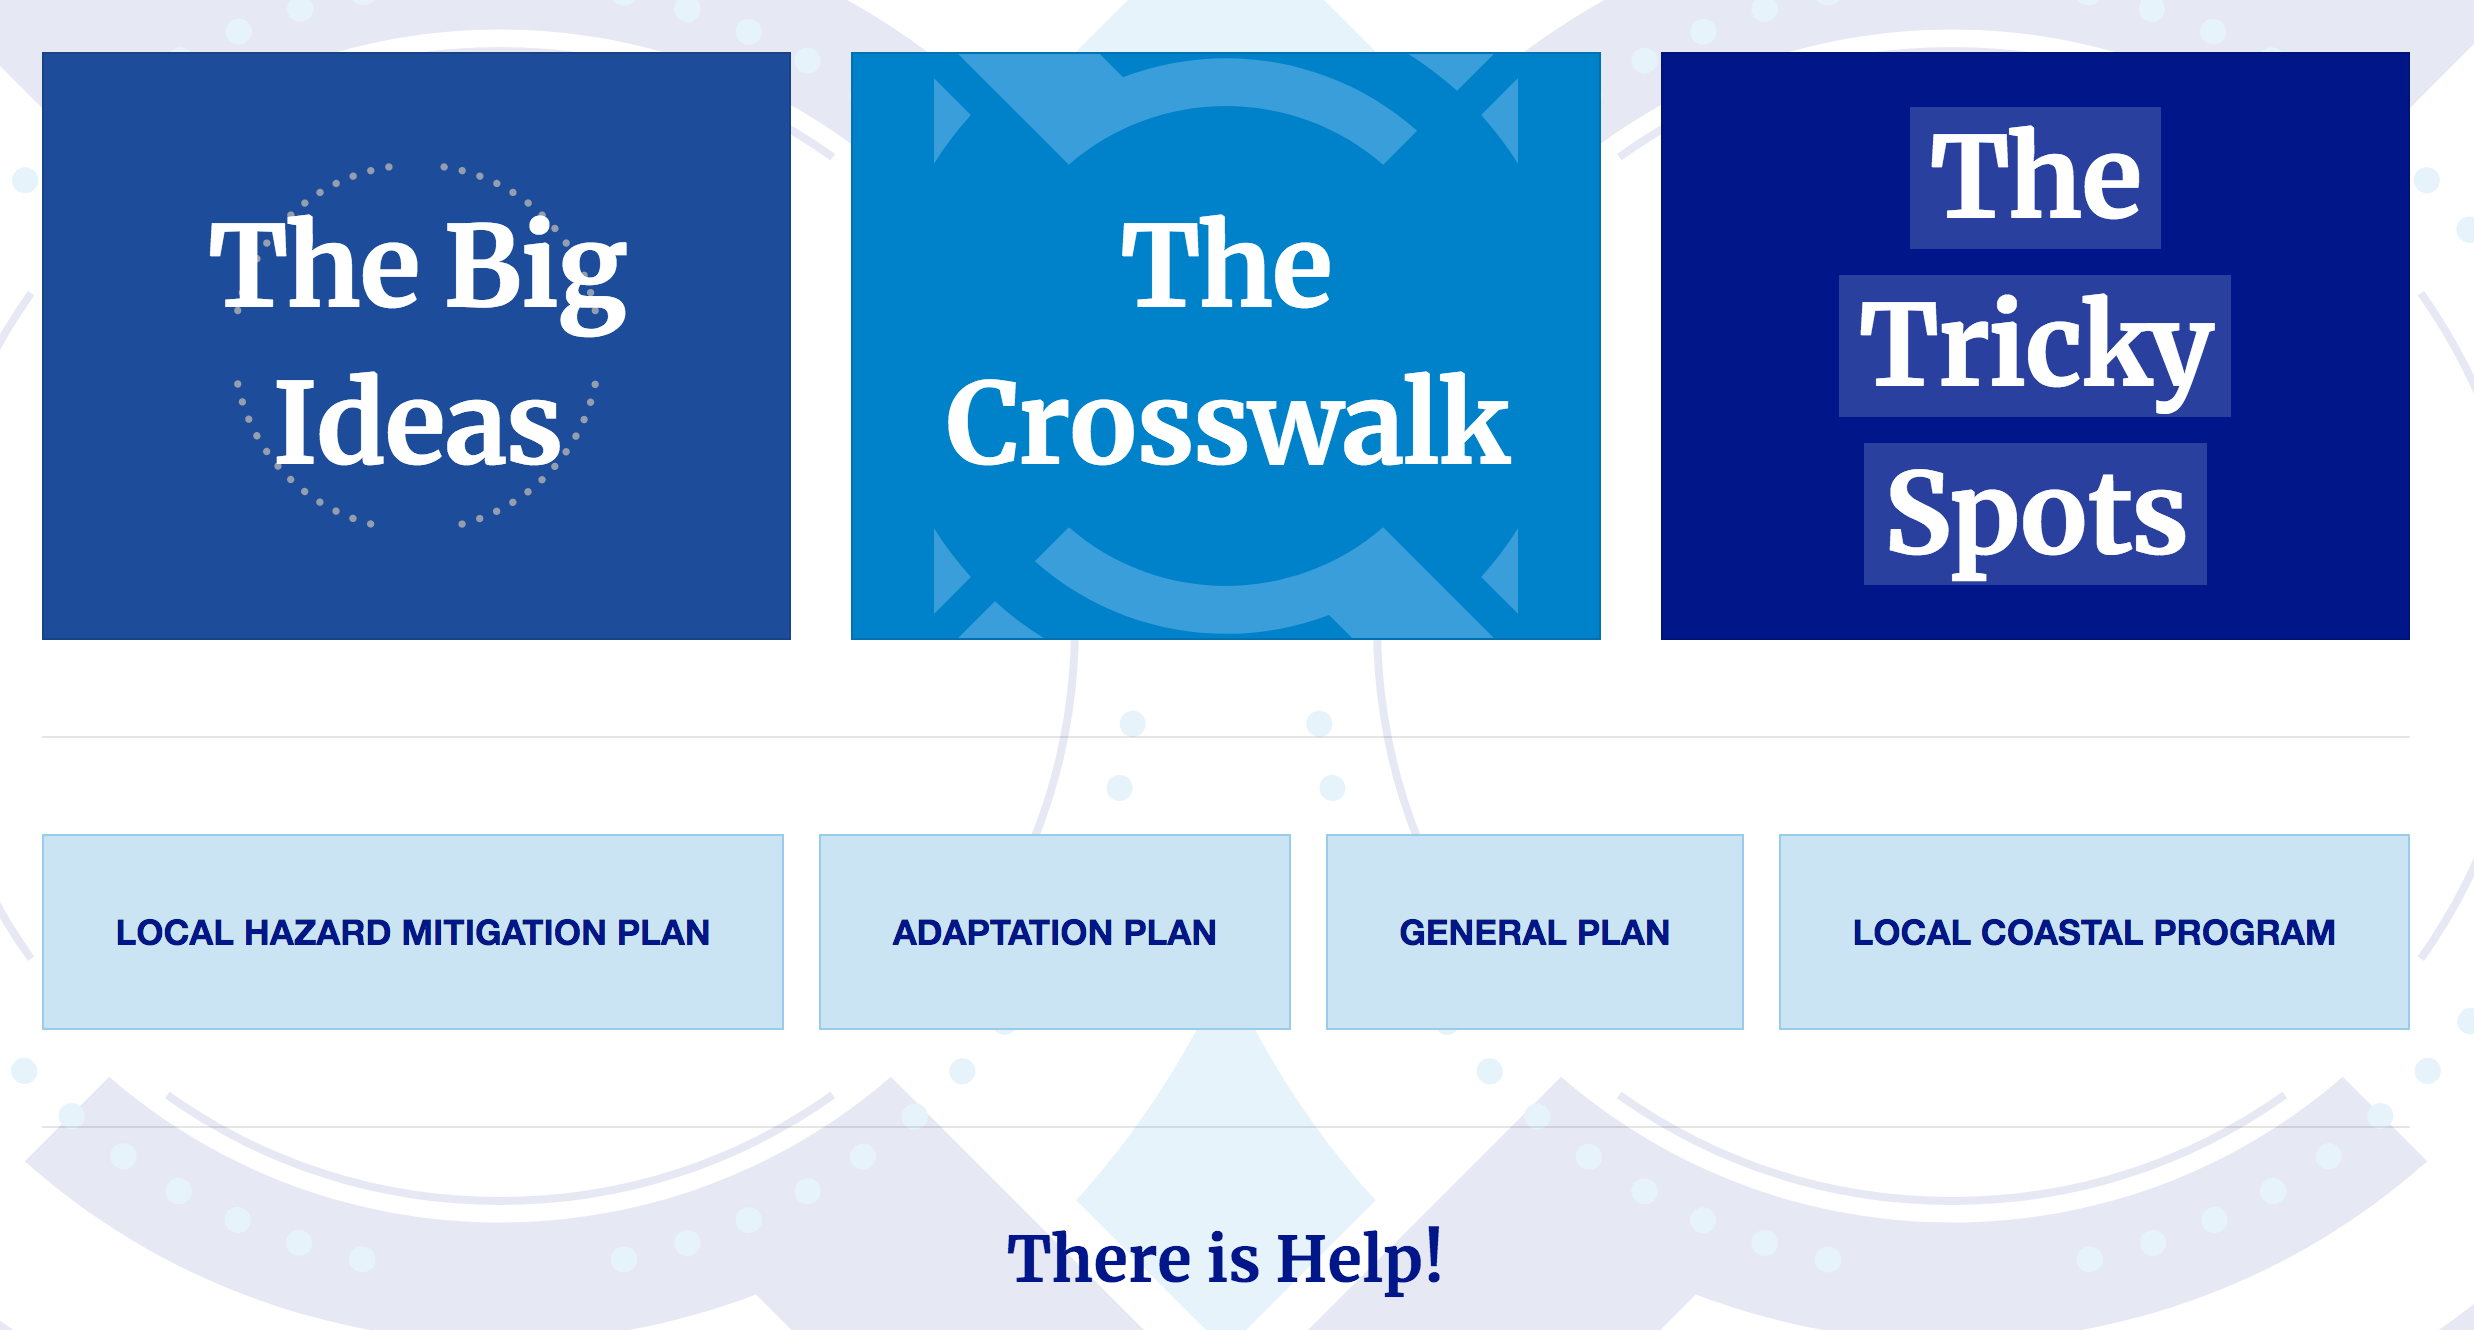 The Big
Ideas
The
Crosswalk
The
Tricky
Spots
LOCAL HAZARD MITIGATION PLAN
ADAPTATION PLAN
GENERAL PLAN
LOCAL COASTAL PROGRAM
There is Help!